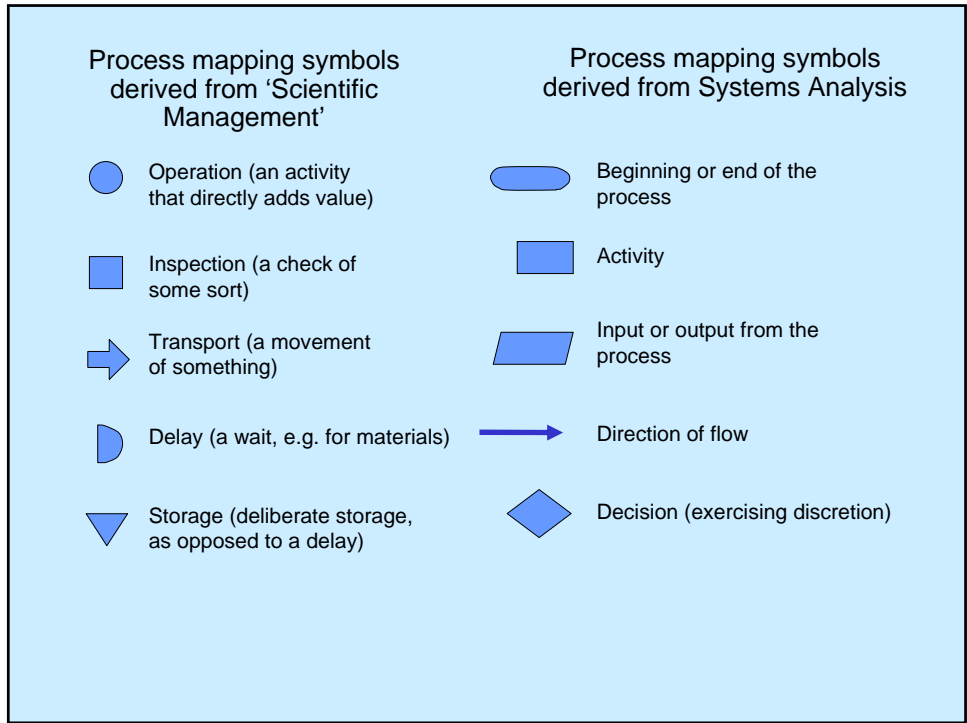 Process mapping symbols
derived from ‘Scientific
Management’
Operation (an activity
that directly adds value)
Inspection (a check of
some sort)
Transport (a movement
of something)
Delay (a wait, e.g. for materials)
Storage (deliberate storage,
as opposed to a delay)
Process mapping symbols
derived from Systems Analysis
Beginning or end of the
process
Activity
Input or output from the
process
Direction of flow
Decision (exercising discretion)